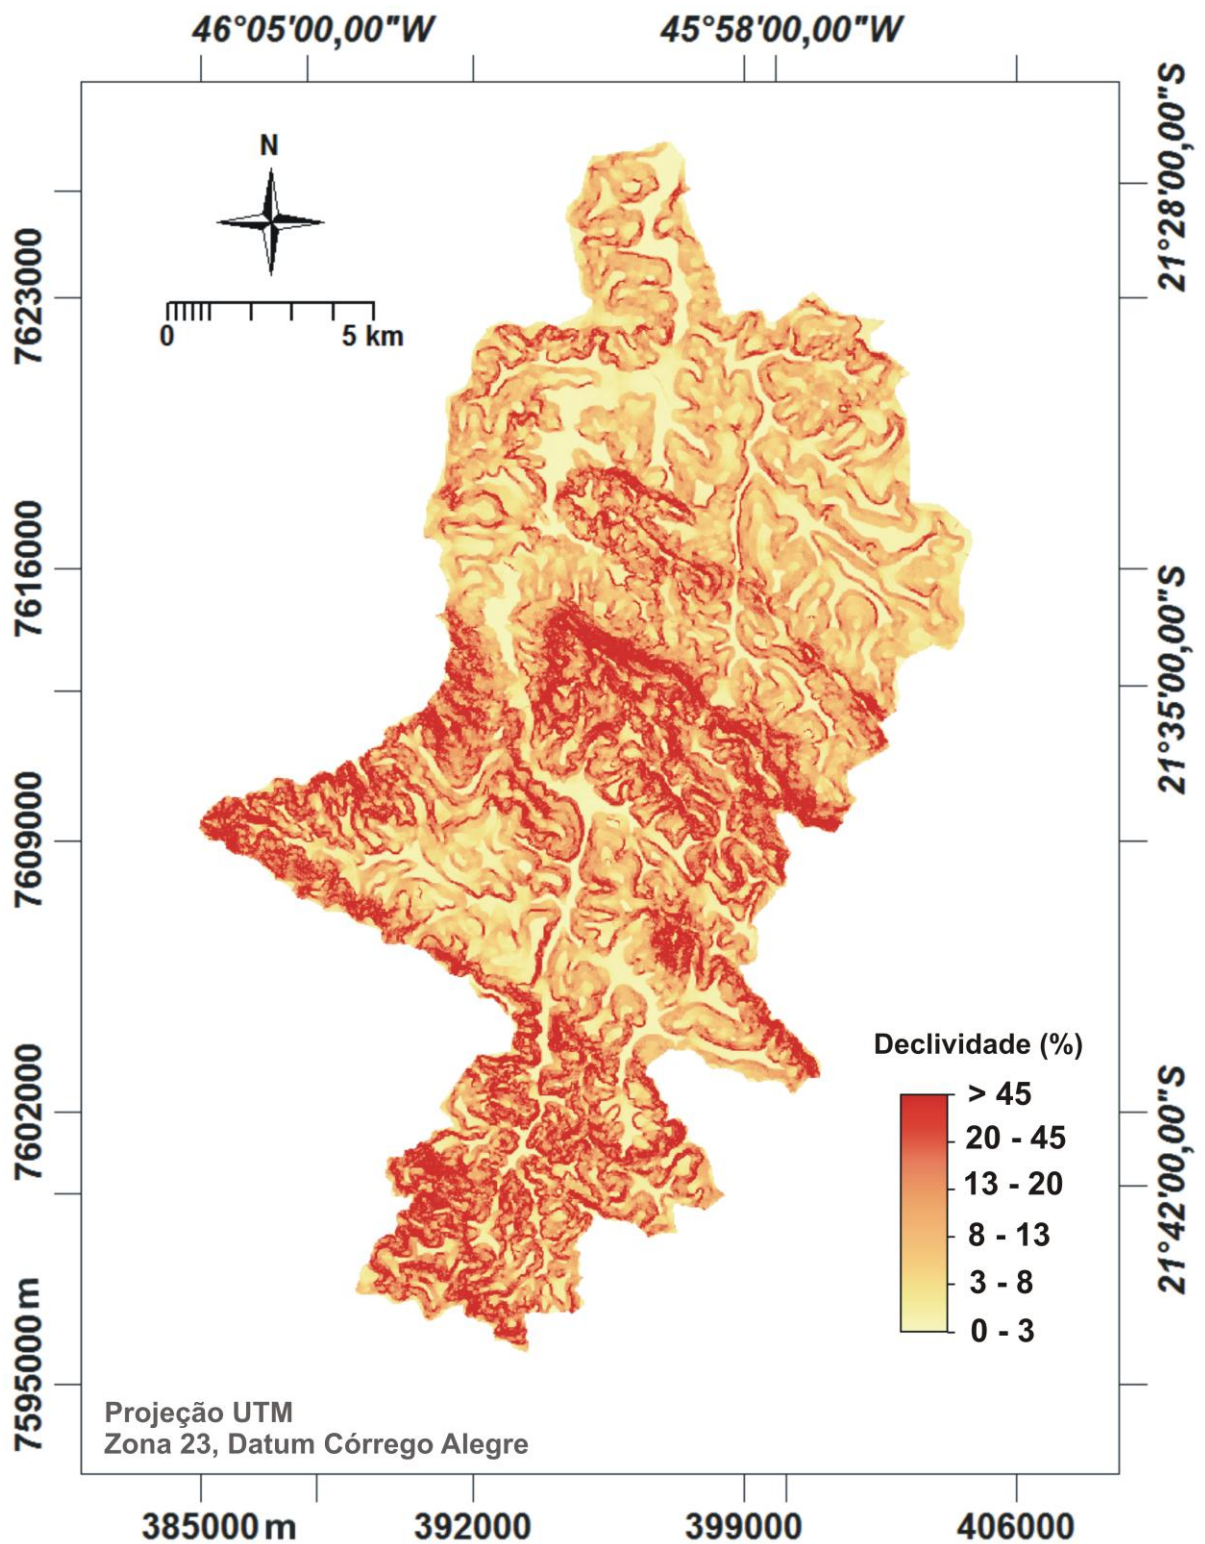 46°05'00,00"W 45°58'00,00"W
N
0 5 km
7623000
7616000
7609000
7602000
7595000 m
21°28'00,00"S
21°35'00,00"S
21°42'00,00"S
Declividade (%)
> 45
20 - 45
13 - 20
8 - 13
3 - 8
0 - 3
Projeção UTM
Zona 23, Datum Córrego Alegre
385000 m 392000 399000 406000